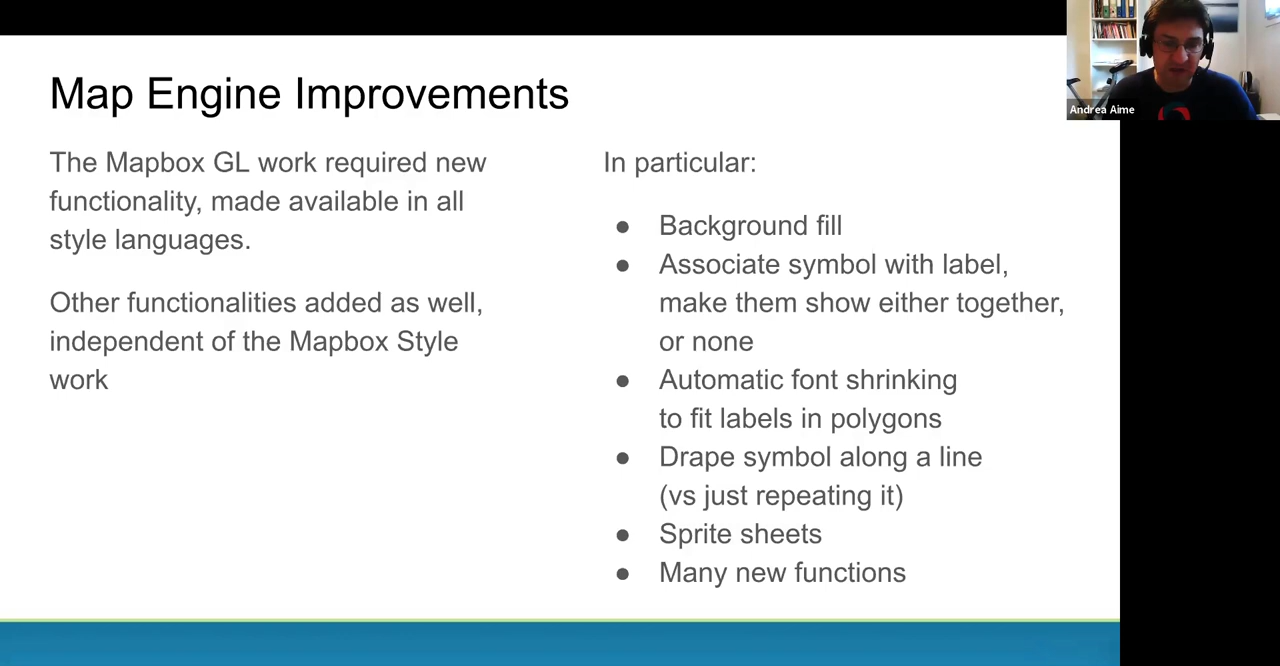 Map Engine Improvements
The Mapbox GL work required new
functionality, made available in all
style languages.
Other functionalities added as well,
independent of the Mapbox Style
work
In particular:
● Background fill
● Associate symbol with label,
make them show either together,
or none
● Automatic font shrinking
to fit labels in polygons
● Drape symbol along a line
(vs just repeating it)
● Sprite sheets
● Many new functions
Andrea Aime